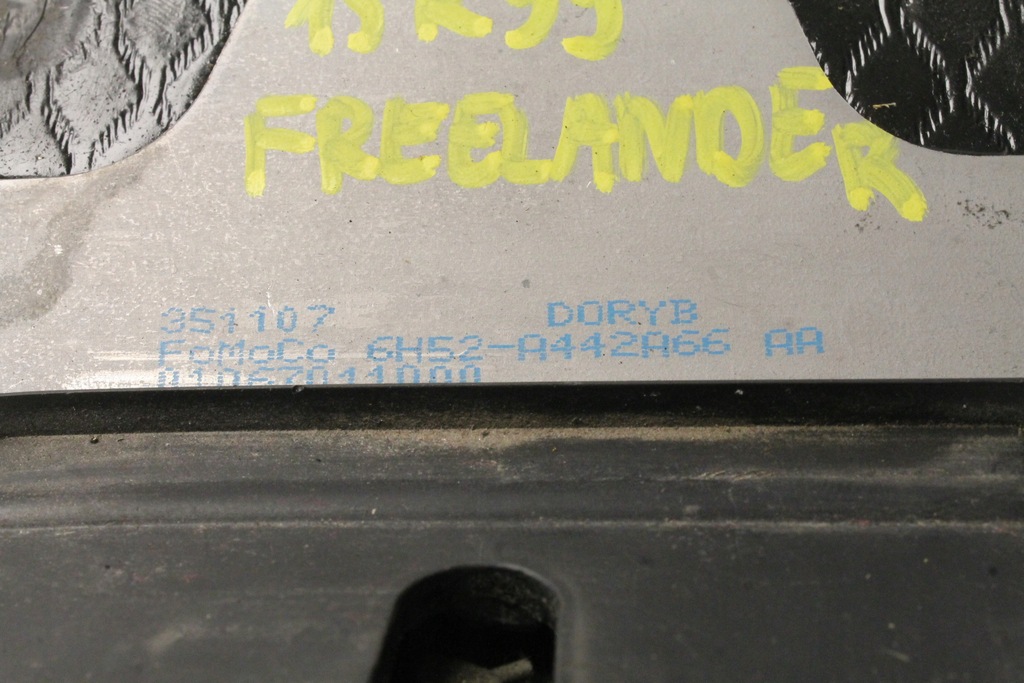 FREELANDER
351107 DORYB
FoMoCo 6H52-A442A66 AA